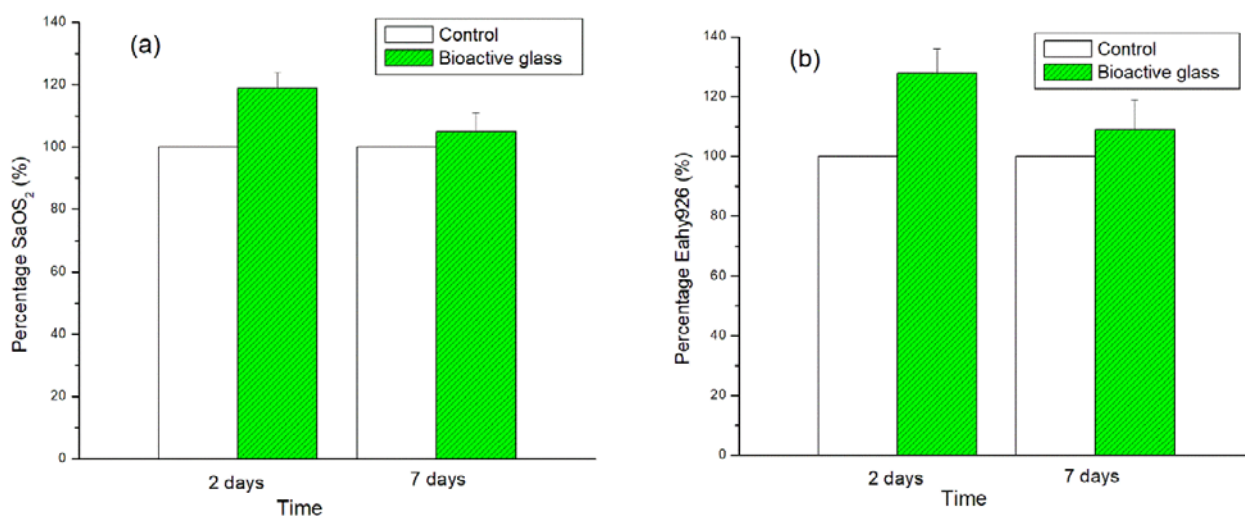 (a)
Control
Bioactive glass
140
120
100
80
60
40
20
0
Percentage SaOS2 (%)
2 days
7 days
Time
(b)
Control
Bioactive glass
140
120
100
80
60
40
20
0
Percentage Eahy926 (%)
2 days
7 days
Time